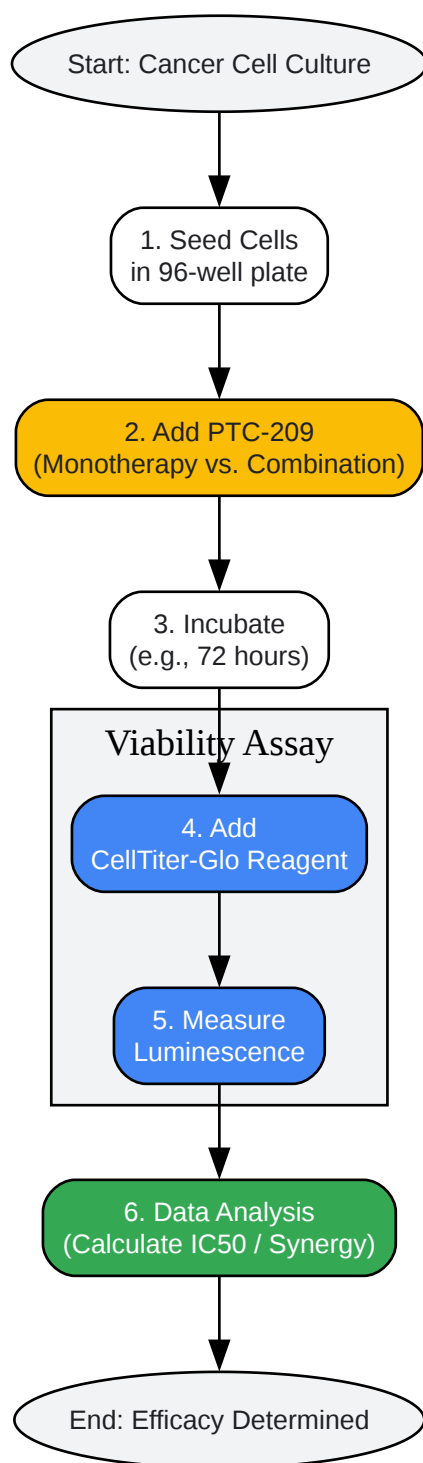 Start: Cancer Cell Culture
1. Seed Cells
in 96-well plate
2. Add PTC-209
(Monotherapy vs. Combination)
3. Incubate
(e.g., 72 hours)
Viability Assay
4. Add
CellTiter-Glo Reagent
5. Measure
Luminescence
6. Data Analysis
(Calculate IC50 / Synergy)
End: Efficacy Determined